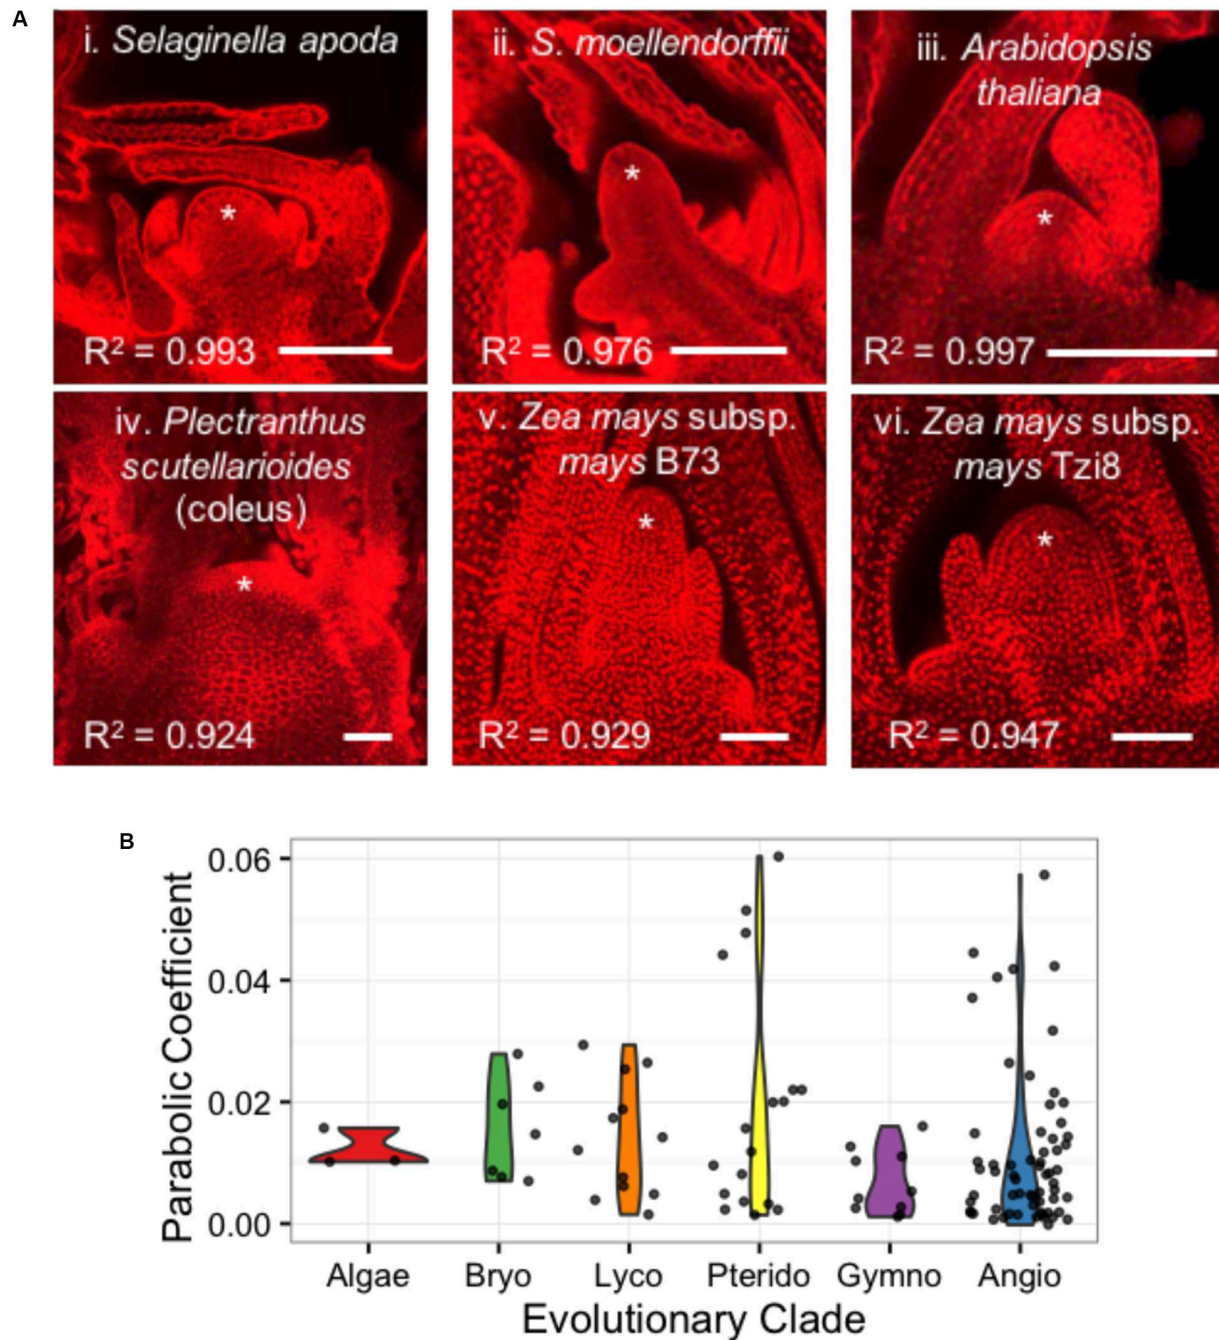 A
i. Selaginella apoda
*
R² = 0.993
ii. S. moellendorffii
*
R² = 0.976
iii. Arabidopsis
thaliana
*
R² = 0.997
iv. Plectranthus
scutellarioides
(coleus)
*
R² = 0.924
v. Zea mays subsp.
mays B73
*
R² = 0.929
vi. Zea mays subsp.
mays Tzi8
*
R² = 0.947
B
Parabolic Coefficient
0.06
0.04
0.02
0.00
Algae Bryo Lyco Pterido Gymno Angio
Evolutionary Clade